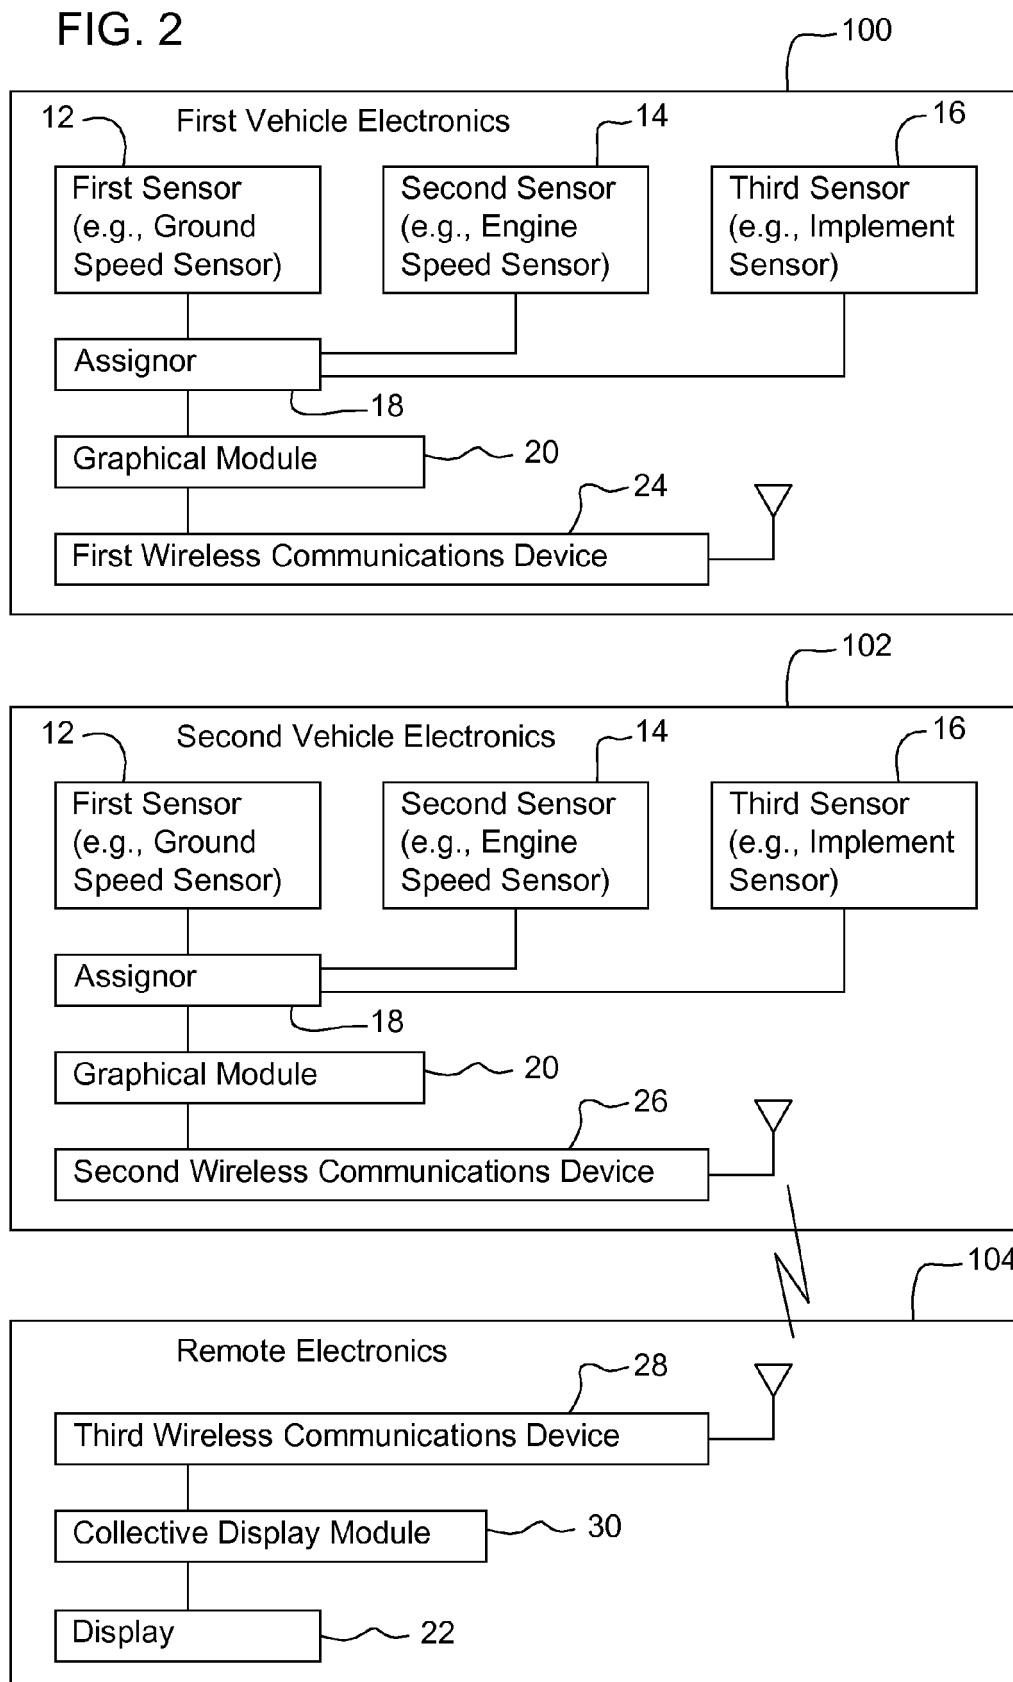 FIG. 2
100
First Vehicle Electronics
12
14
16
First Sensor
(e.g., Ground
Speed Sensor)
Second Sensor
(e.g., Engine
Speed Sensor)
Third Sensor
(e.g., Implement
Sensor)
Assignor
18
Graphical Module
20
24
First Wireless Communications Device
102
Second Vehicle Electronics
12
14
16
First Sensor
(e.g., Ground
Speed Sensor)
Second Sensor
(e.g., Engine
Speed Sensor)
Third Sensor
(e.g., Implement
Sensor)
Assignor
18
Graphical Module
20
26
Second Wireless Communications Device
104
Remote Electronics
28
Third Wireless Communications Device
Collective Display Module
30
Display
22